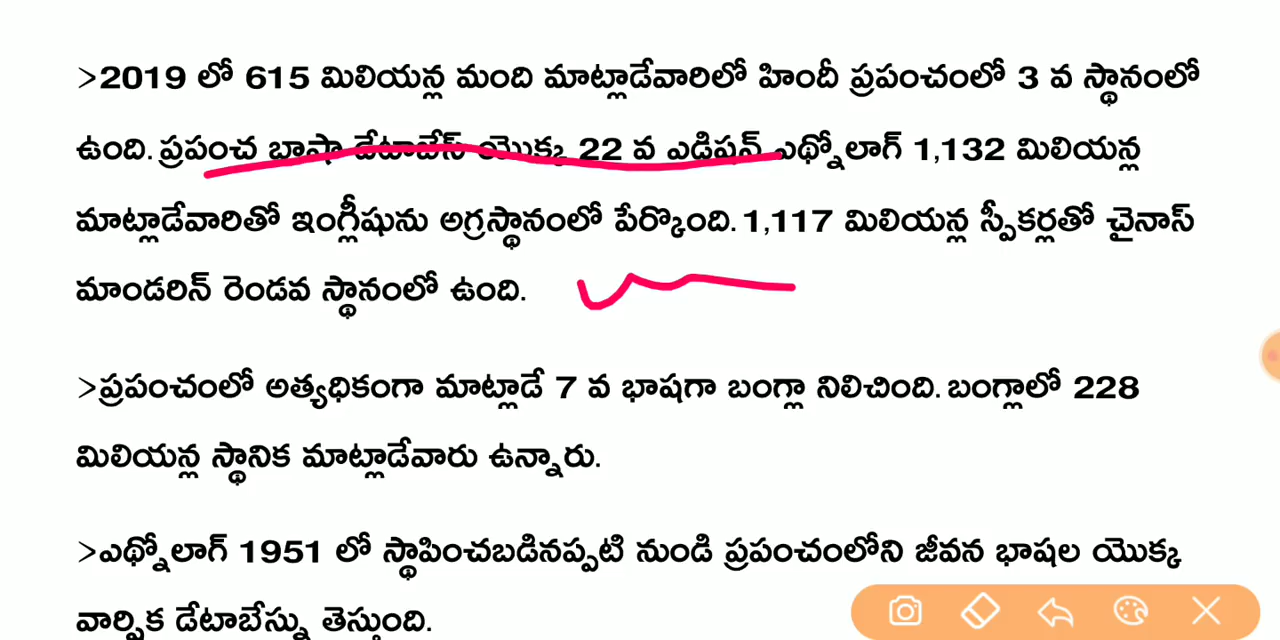 >2019 లో 615 మిలియన్ల మంది మాట్లాడేవారిలో హిందీ ప్రపంచంలో 3 వ స్థానంలో
ఉంది. ప్రపంచ బాషా డేటాబేస్ యొక్క 22 వ ఎడిషన్ ఎథ్నోలాగ్ 1,132 మిలియన్ల
మాట్లాడేవారితో ఇంగ్లీషును అగ్రస్థానంలో పేర్కొంది. 1,117 మిలియన్ల స్పీకర్లతో చైనాస్
మాండరిన్ రెండవ స్థానంలో ఉంది.
>ప్రపంచంలో అత్యధికంగా మాట్లాడే 7 వ భాషగా బంగ్లా నిలిచింది. బంగ్లాలో 228
మిలియన్ల స్థానిక మాట్లాడేవారు ఉన్నారు.
>ఎథ్నోలాగ్ 1951 లో స్థాపించబడినప్పటి నుండి ప్రపంచంలోని జీవన భాషల యొక్క
వార్షిక డేటాబేస్ను తెస్తుంది.